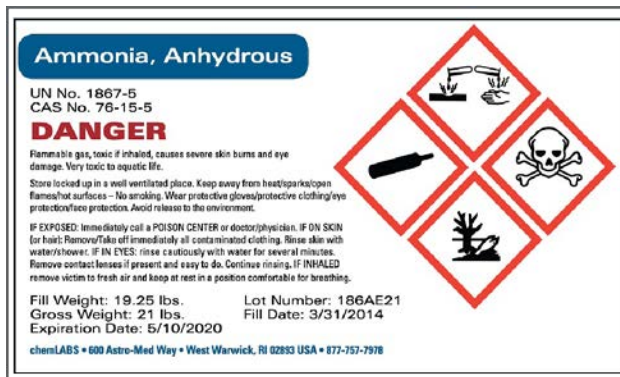 Ammonia, Anhydrous
UN No. 1867-5
CAS No. 76-15-5
DANGER
Flammable gas, toxic if inhaled, causes severe skin burns and eye
damage. Very toxic to aquatic life.
Store locked up in a well ventilated place. Keep away from heat/sparks/open
flames/hot surfaces – No smoking. Wear protective gloves/protective clothing/eye
protection/face protection. Avoid release to the environment.
IF EXPOSED: Immediately call a POISON CENTER or doctor/physician. IF ON SKIN
(or hair): Remove/Take off immediately all contaminated clothing. Rinse skin with
water/shower. IF IN EYES: rinse cautiously with water for several minutes.
Remove contact lenses if present and easy to do. Continue rinsing. IF INHALED
remove victim to fresh air and keep at rest in a position comfortable for breathing.
Fill Weight: 19.25 lbs. Lot Number: 186AE21
Gross Weight: 21 lbs. Fill Date: 3/31/2014
Expiration Date: 5/10/2020
chemLABS • 600 Astro-Med Way • West Warwick, RI 02893 USA • 877-757-7978